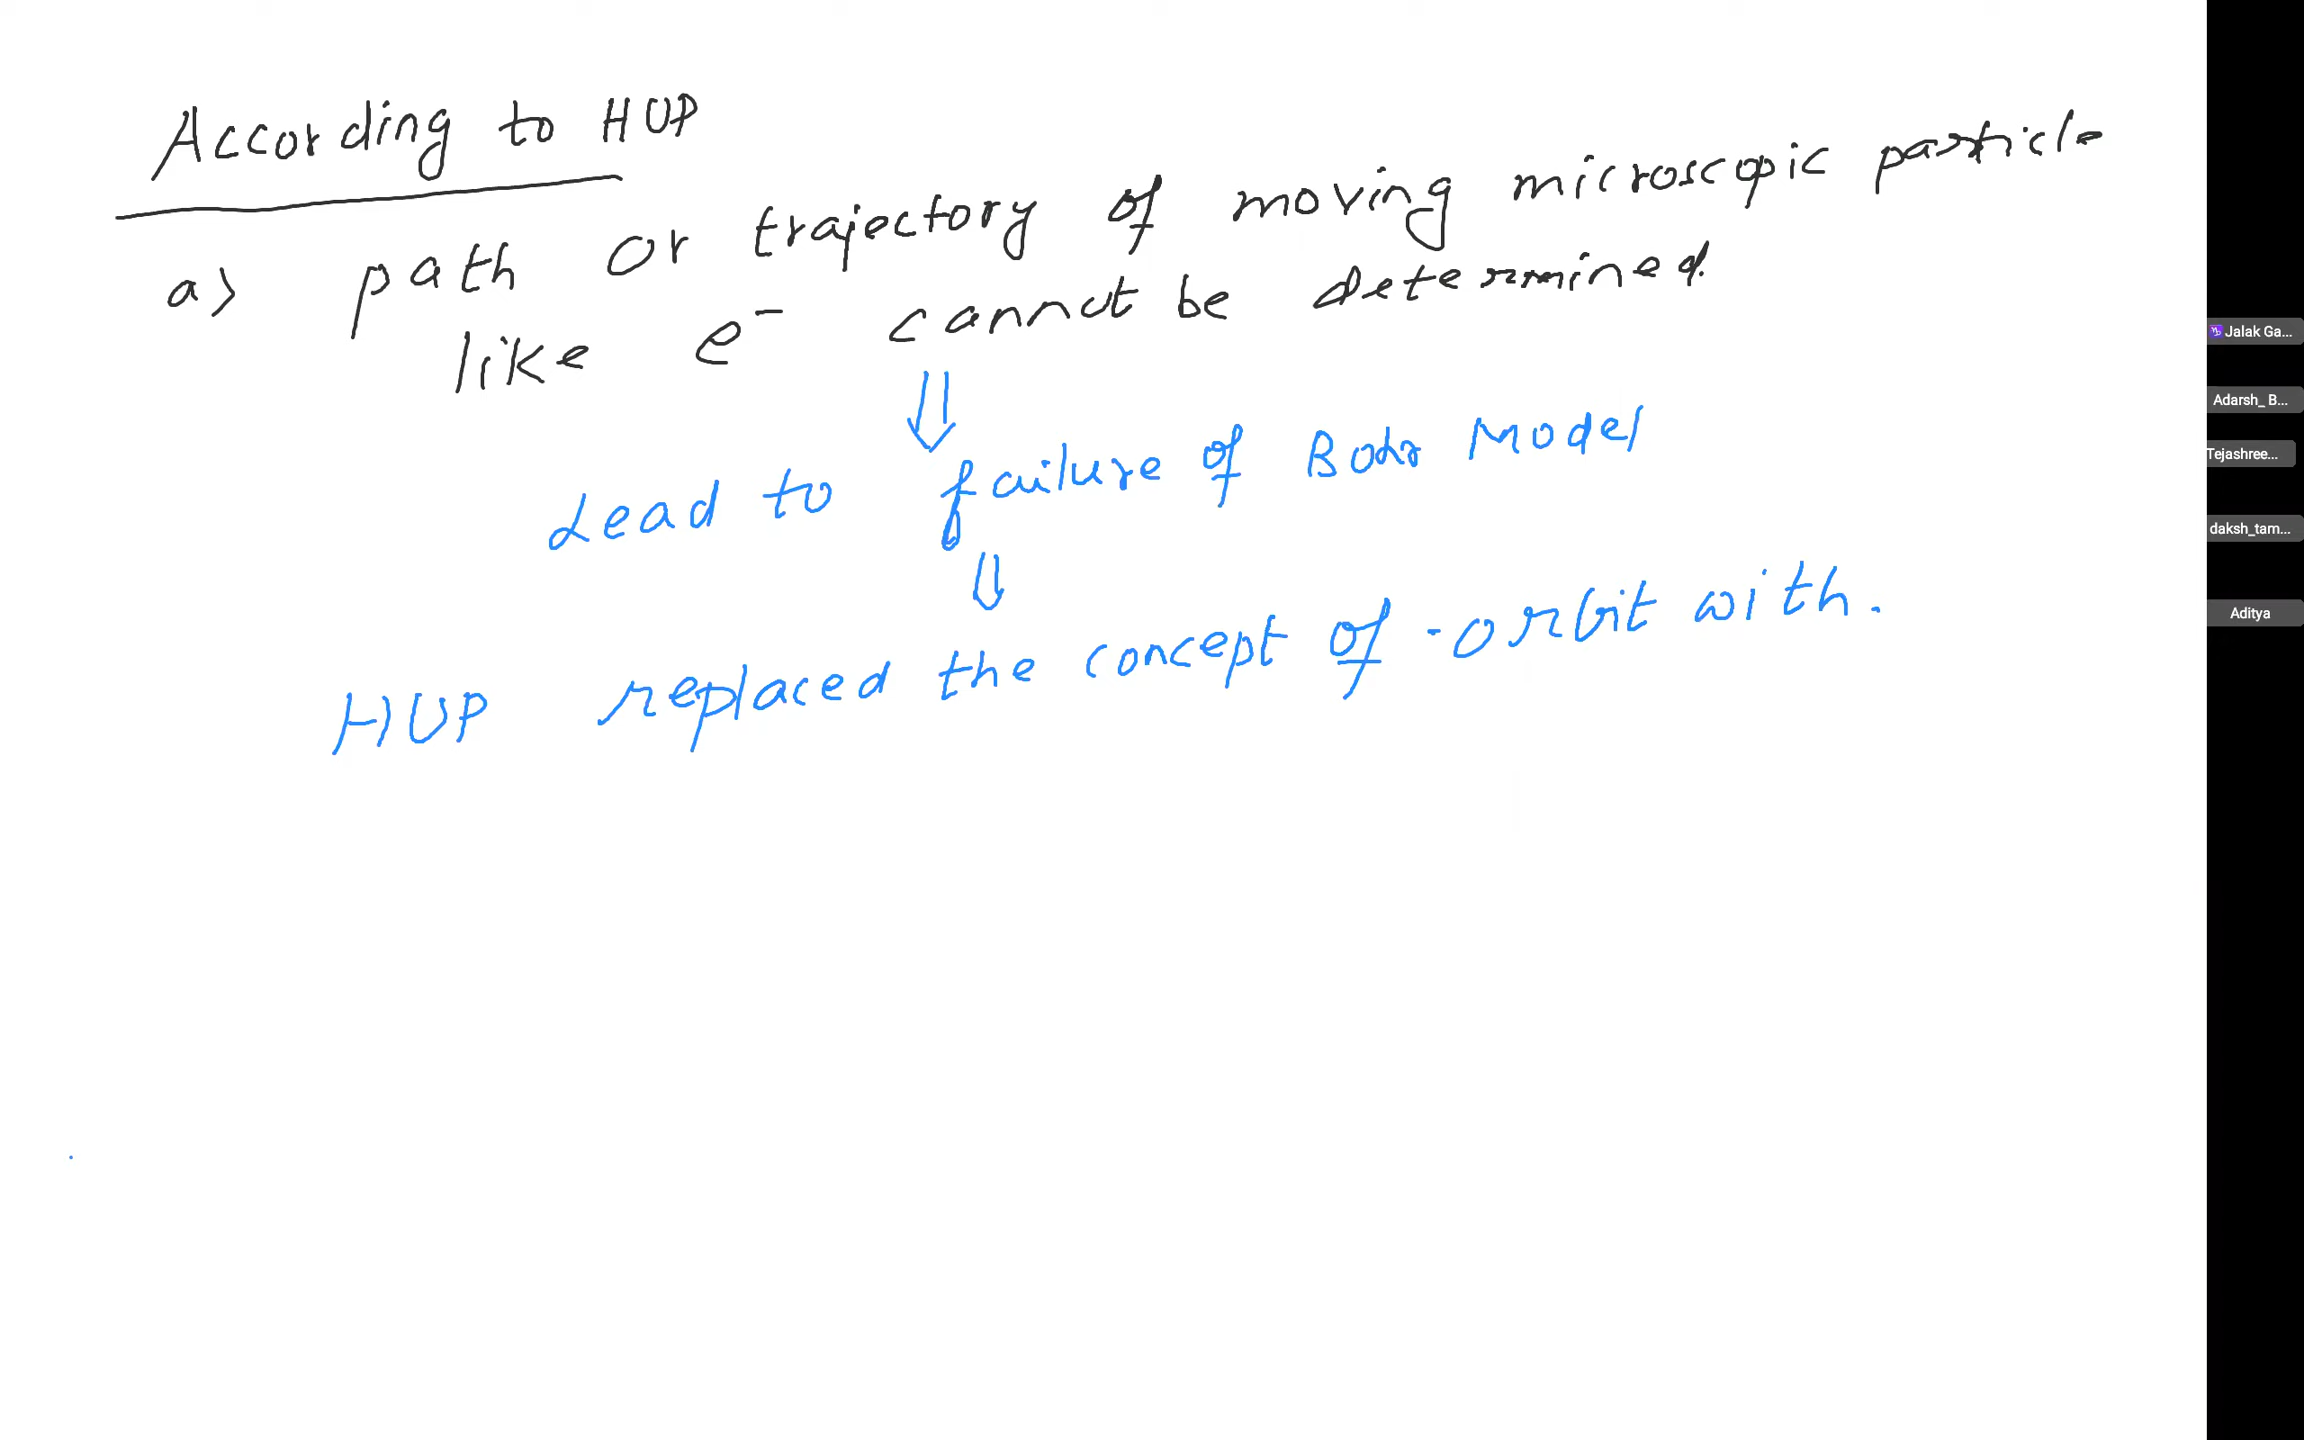 According to HUP
a> path or trajectory of moving microscopic particle
like e⁻ cannot be determined.
Lead to failure of Bohr Model
HUP replaced the concept of orbit with.
Jalak Ga...
Adarsh_ B...
Tejashree...
daksh_tam...
Aditya